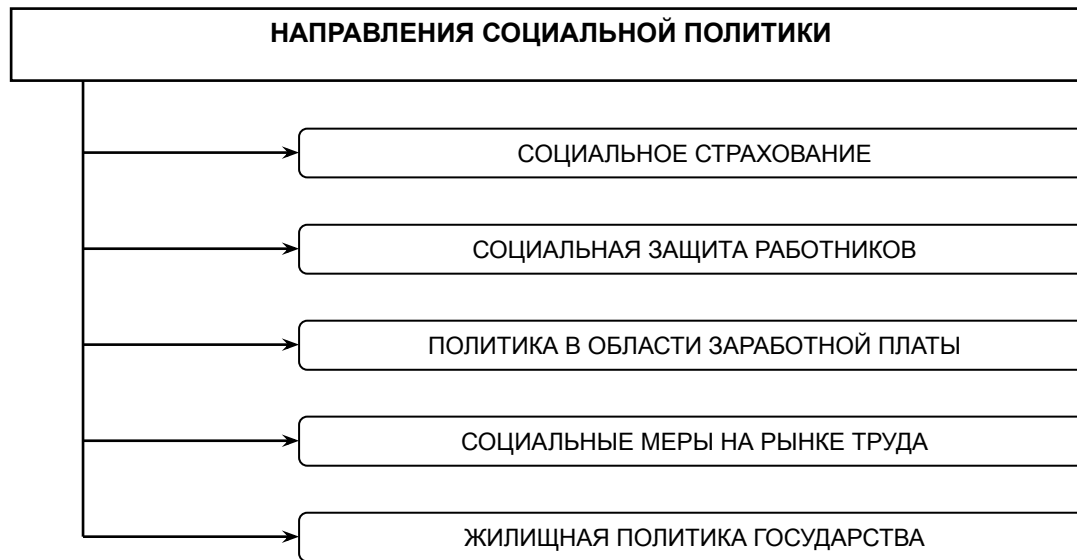 НАПРАВЛЕНИЯ СОЦИАЛЬНОЙ ПОЛИТИКИ
СОЦИАЛЬНОЕ СТРАХОВАНИЕ
СОЦИАЛЬНАЯ ЗАЩИТА РАБОТНИКОВ
ПОЛИТИКА В ОБЛАСТИ ЗАРАБОТНОЙ ПЛАТЫ
СОЦИАЛЬНЫЕ МЕРЫ НА РЫНКЕ ТРУДА
ЖИЛИЩНАЯ ПОЛИТИКА ГОСУДАРСТВА